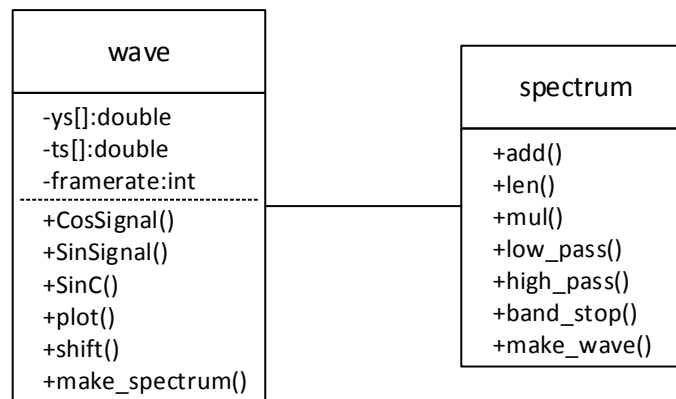 wave
-ys[]:double
-ts[]:double
-framerate:int
+CosSignal()
+SinSignal()
+SinC()
+plot()
+shift()
+make_spectrum()
spectrum
+add()
+len()
+mul()
+low_pass()
+high_pass()
+band_stop()
+make_wave()